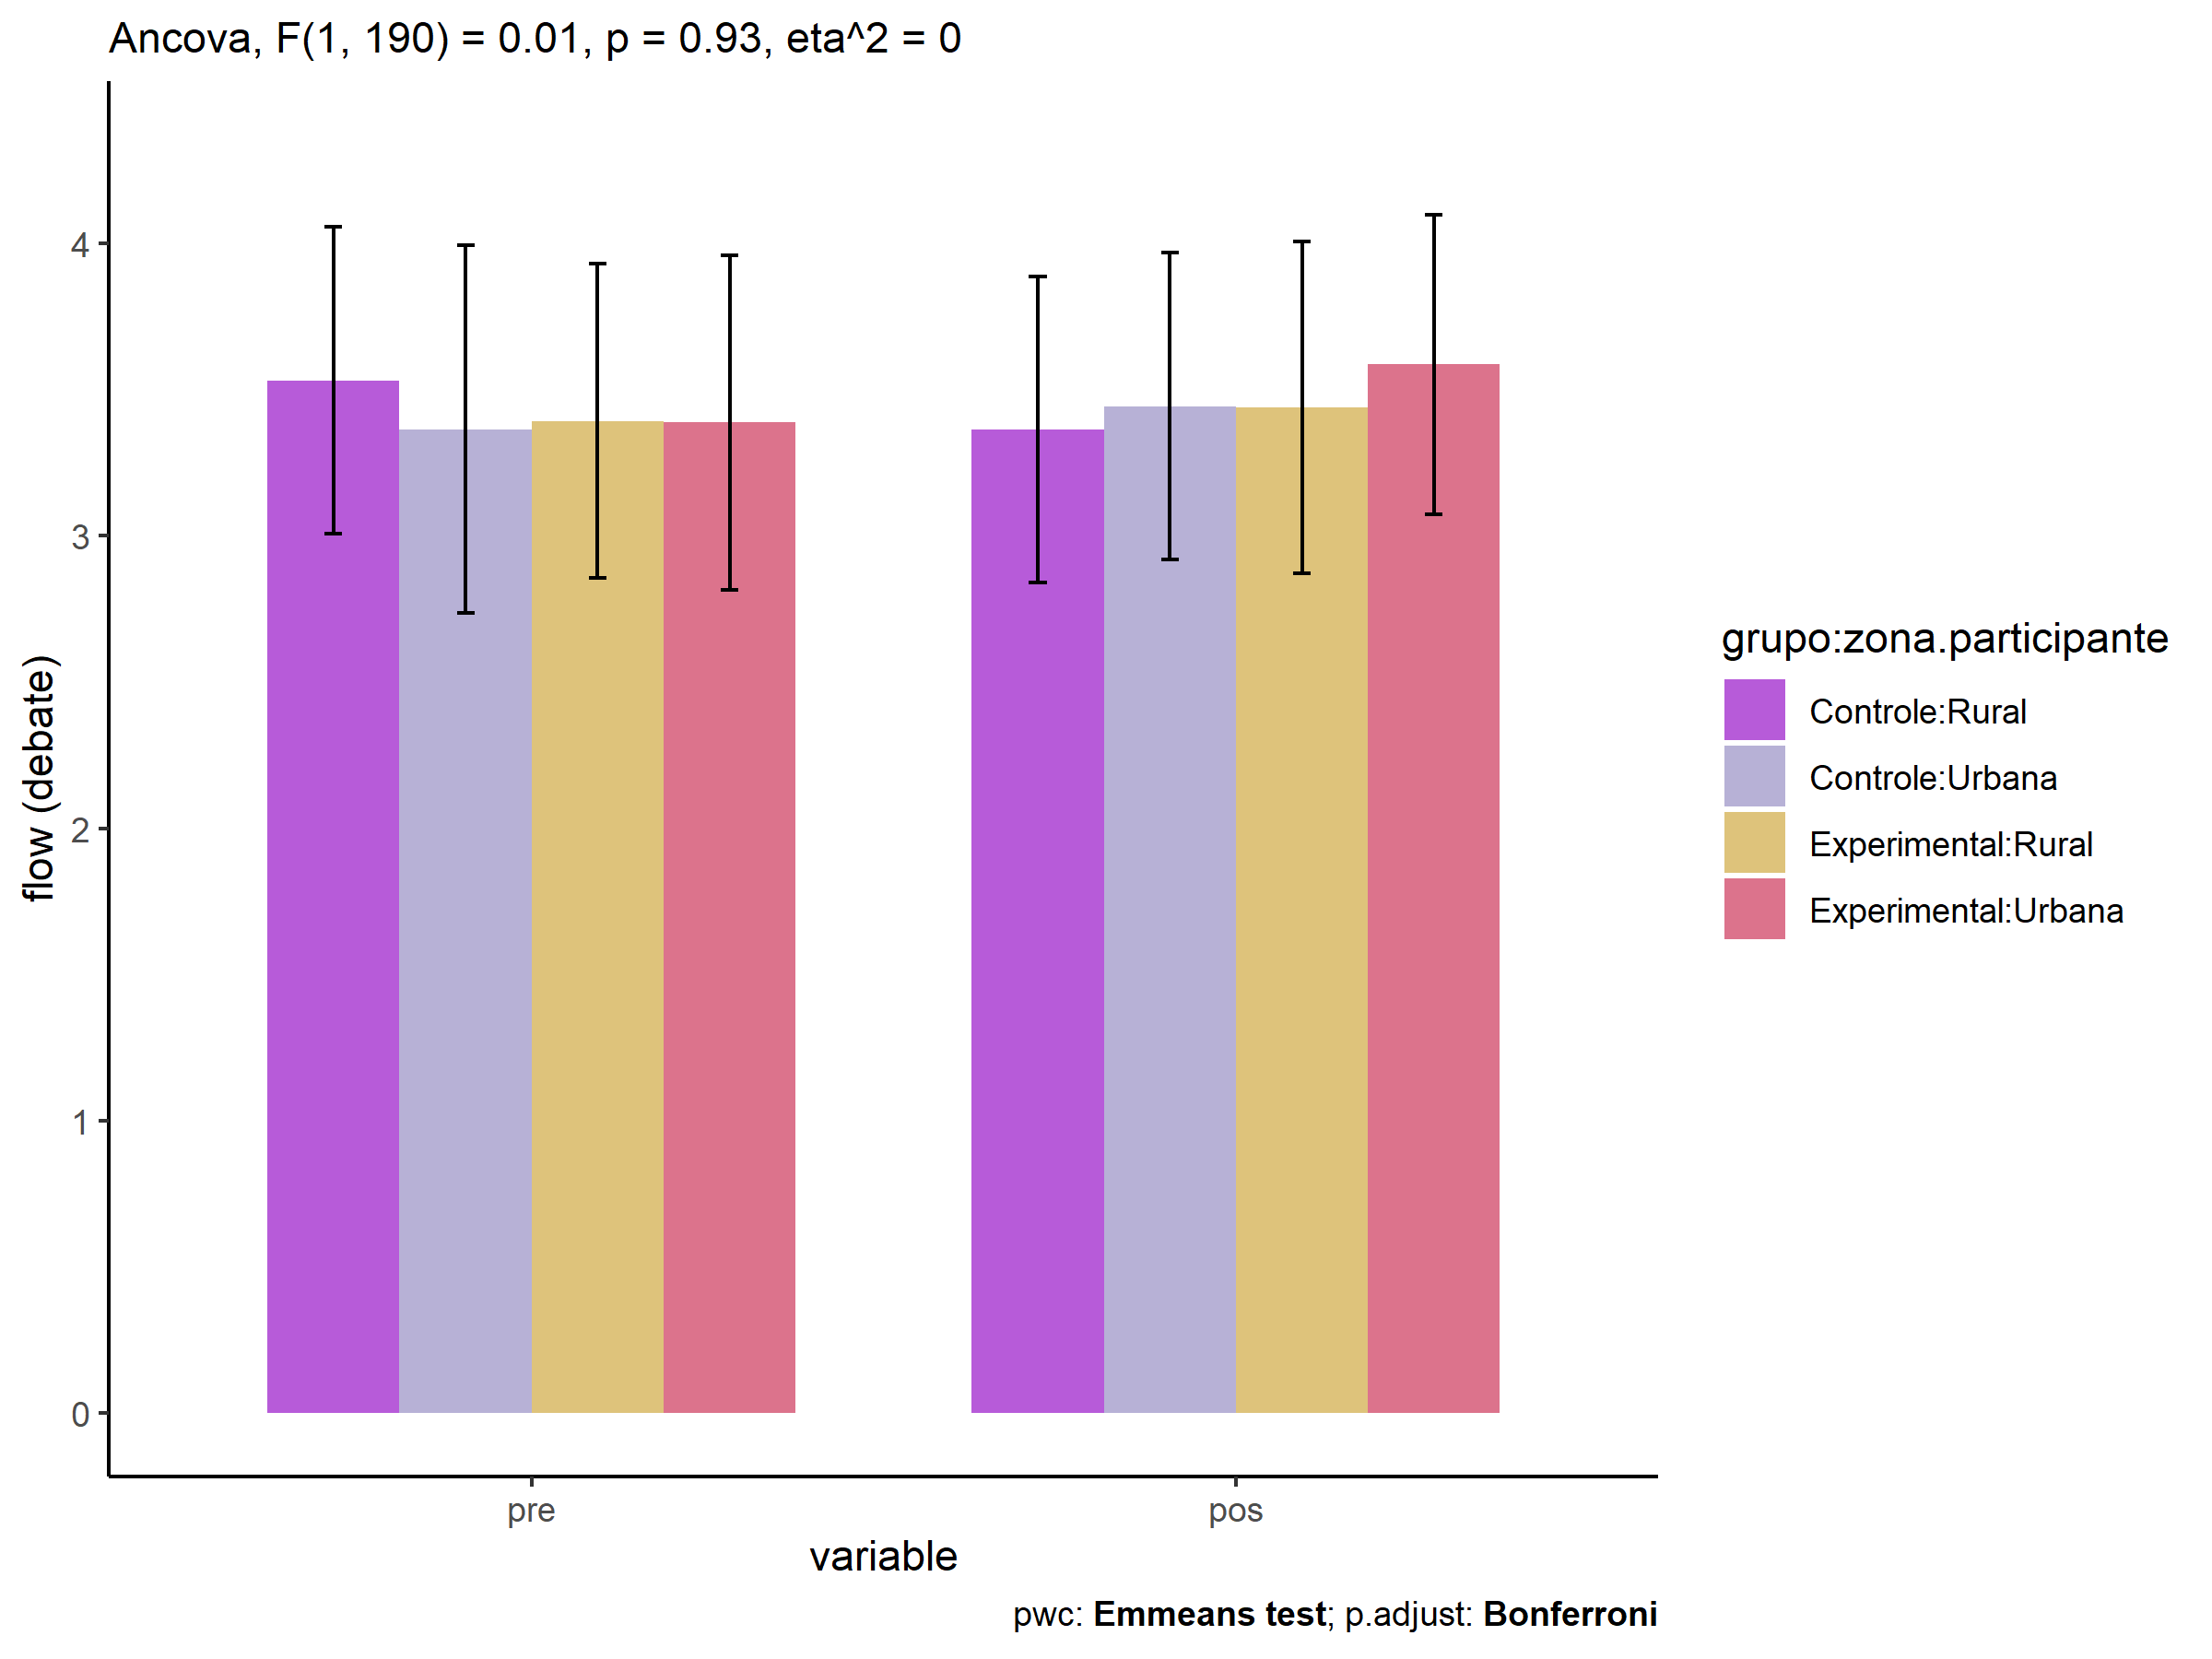 Ancova, F(1, 190) = 0.01, p = 0.93, eta^2 = 0
flow (debate)
4
3
2
1
0
pre
pos
variable
grupo:zona.participante
Controle:Rural
Controle:Urbana
Experimental:Rural
Experimental:Urbana
pwc: Emmeans test; p.adjust: Bonferroni